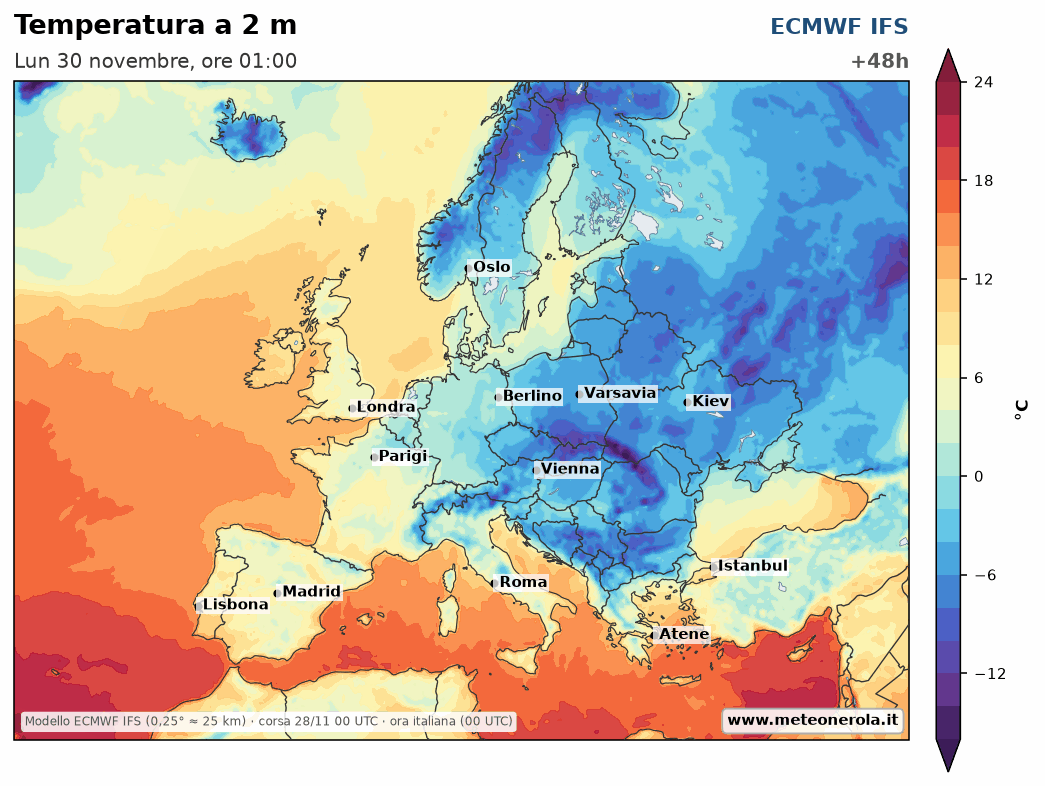 Temperatura a 2 m
ECMWF IFS
Lun 30 novembre, ore 01:00
+48h
24
18
12
6
0
−6
−12
°C
Oslo
Berlino
Varsavia
Kiev
Londra
Parigi
Vienna
Istanbul
Roma
Madrid
Lisbona
Atene
Modello ECMWF IFS (0,25° ≈ 25 km) · corsa 28/11 00 UTC · ora italiana (00 UTC)
www.meteonerola.it